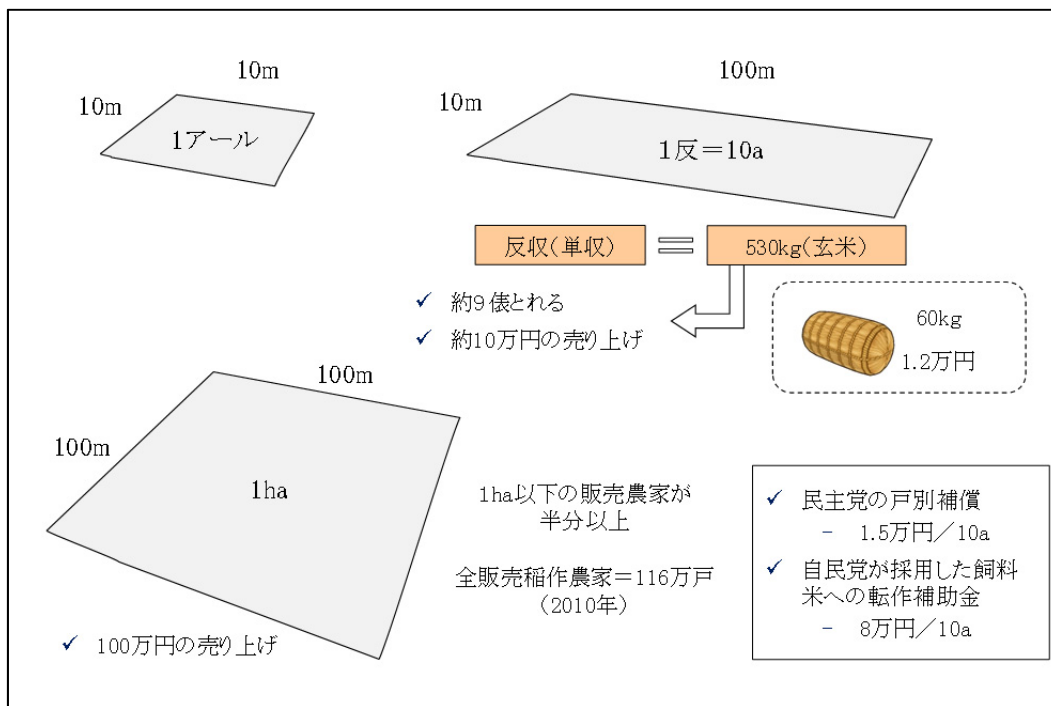 10m
10m
1アール
100m
10m
1反＝10a
反収（単収）
＝
530kg（玄米）
約9俵とれる
約10万円の売り上げ
60kg
1.2万円
100m
100m
1ha
100万円の売り上げ
1ha以下の販売農家が
半分以上
全販売稲作農家＝116万戸
（2010年）
民主党の戸別補償
－ 1.5万円／10a
自民党が採用した飼料
米への転作補助金
－ 8万円／10a